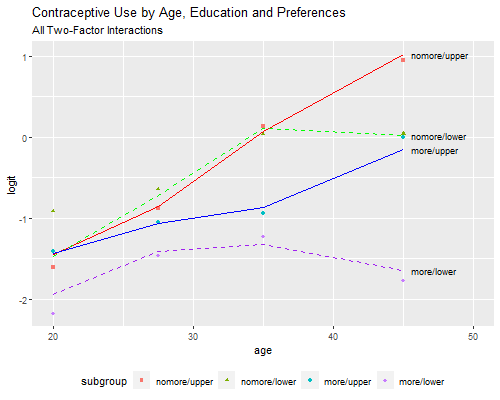 Contraceptive Use by Age, Education and Preferences
All Two-Factor Interactions
1
0
-1
-2
logit
nomore/upper
nomore/lower
more/upper
more/lower
20
30
40
50
age
subgroup
nomore/upper
nomore/lower
more/upper
more/lower